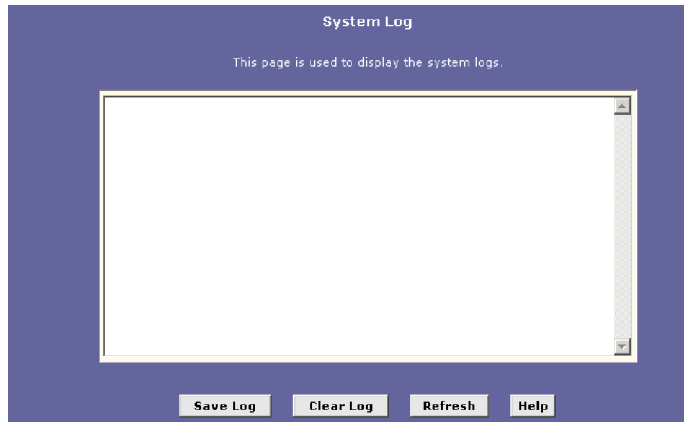 System Log
This page is used to display the system logs.
Save Log Clear Log Refresh Help